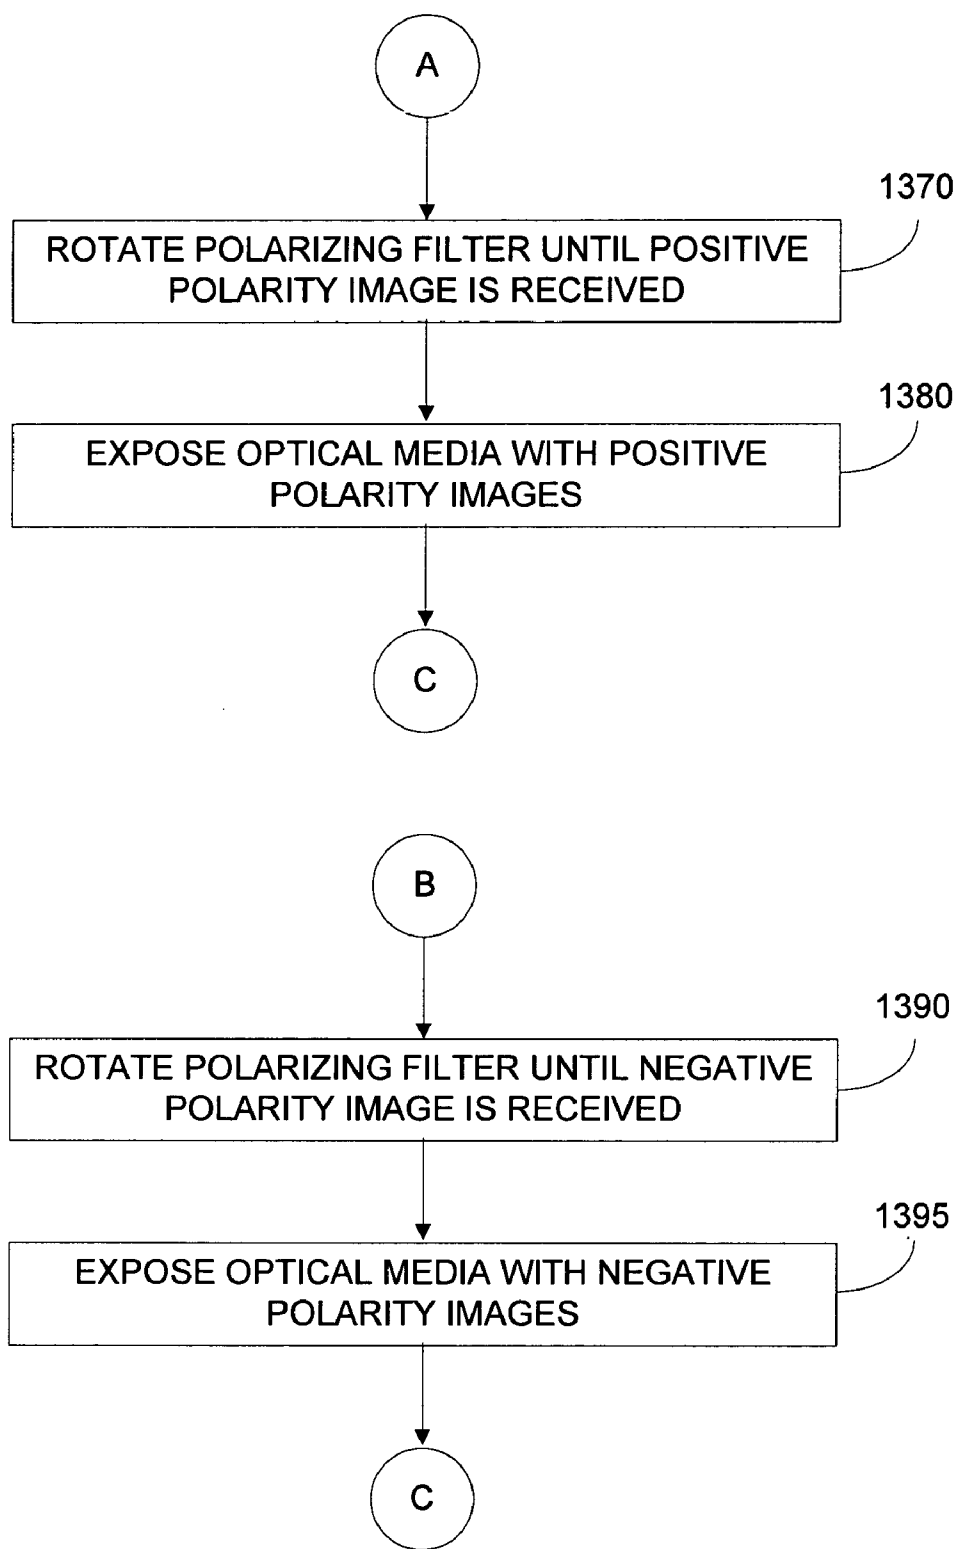 A
1370
ROTATE POLARIZING FILTER UNTIL POSITIVE
POLARITY IMAGE IS RECEIVED
1380
EXPOSE OPTICAL MEDIA WITH POSITIVE
POLARITY IMAGES
C
B
1390
ROTATE POLARIZING FILTER UNTIL NEGATIVE
POLARITY IMAGE IS RECEIVED
1395
EXPOSE OPTICAL MEDIA WITH NEGATIVE
POLARITY IMAGES
C